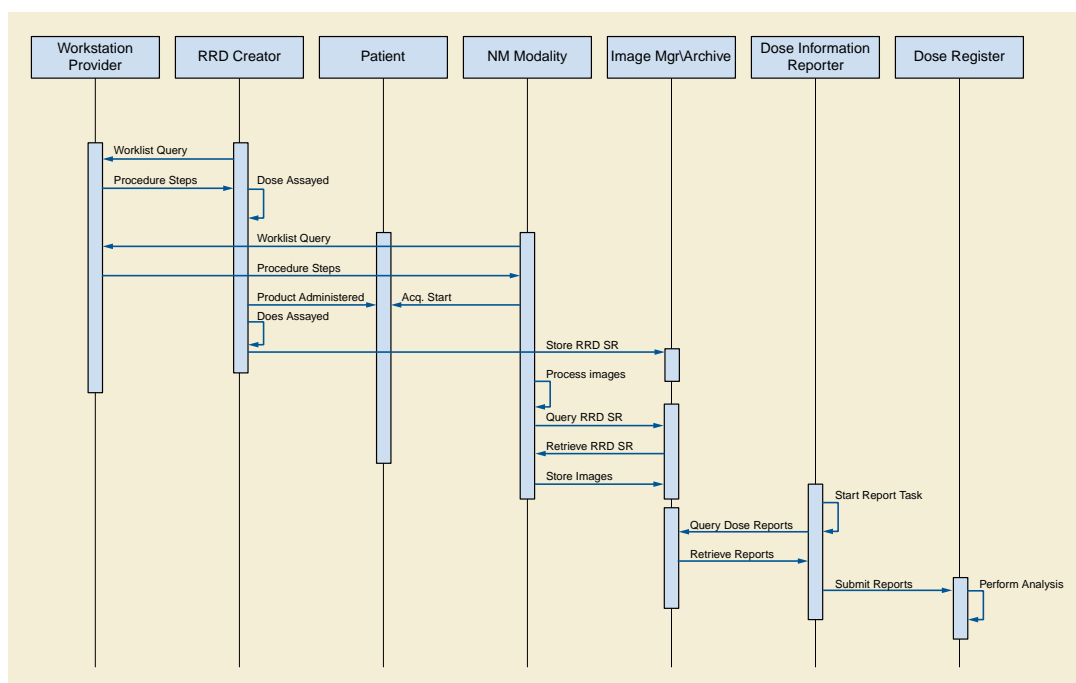 Workstation
Provider
RRD Creator
Patient
NM Modality
Image Mgr\Archive
Dose Information
Reporter
Dose Register
Worklist Query
Procedure Steps
Dose Assayed
Worklist Query
Procedure Steps
Product Administered
Acq. Start
Does Assayed
Store RRD SR
Process images
Query RRD SR
Retrieve RRD SR
Store Images
Start Report Task
Query Dose Reports
Retrieve Reports
Submit Reports
Perform Analysis